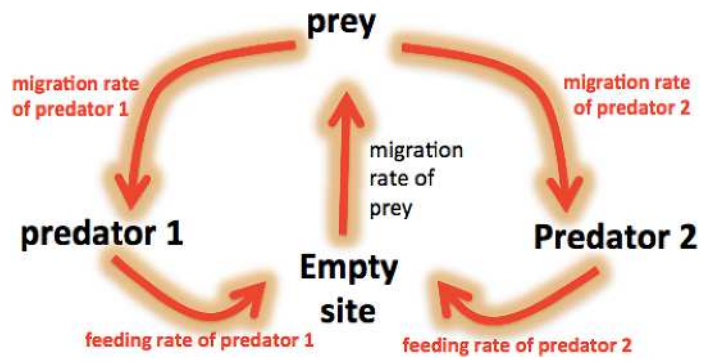 prey
migration rate
of predator 1
migration rate
of predator 2
migration
rate of
prey
predator 1
Predator 2
Empty
site
feeding rate of predator 1
feeding rate of predator 2